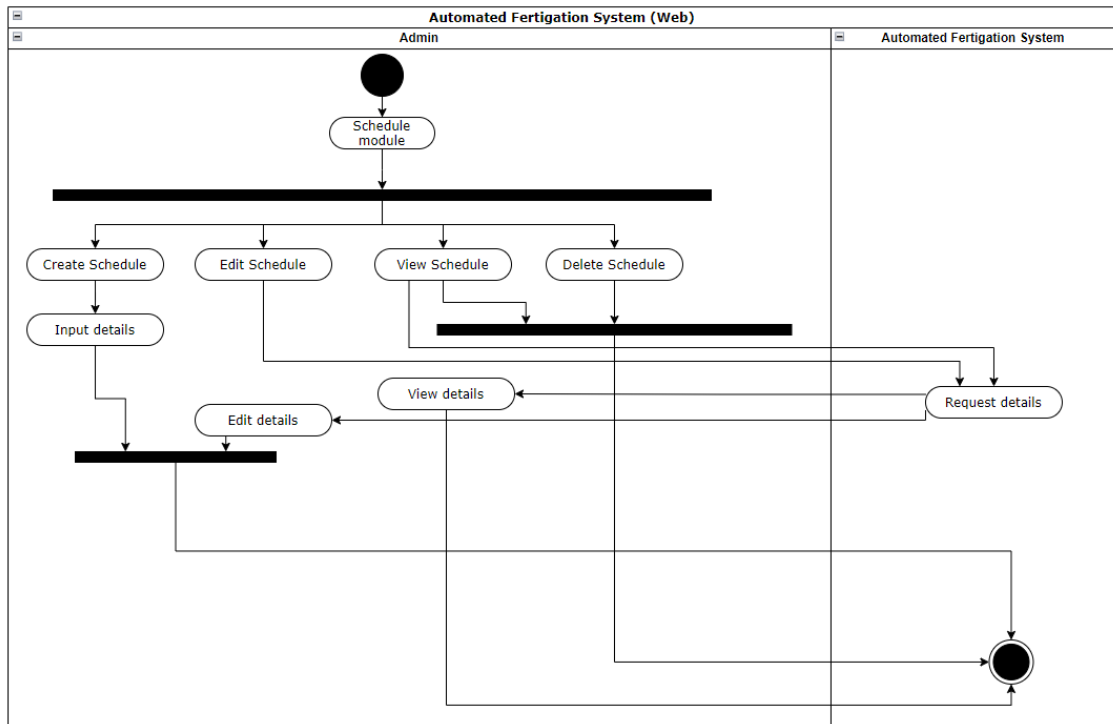 Automated Fertigation System (Web)
Admin
Automated Fertigation System
Schedule
module
Create Schedule
Edit Schedule
View Schedule
Delete Schedule
Input details
View details
Request details
Edit details